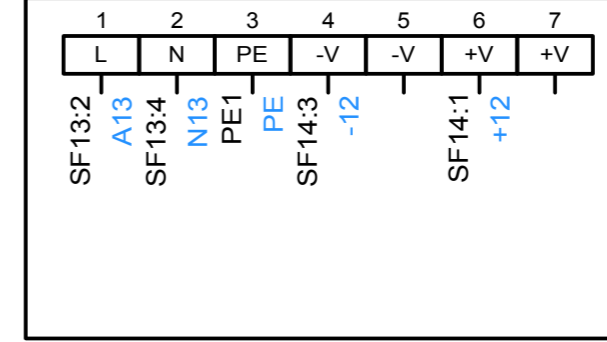 1 2 3 4 5 6 7
L N PE -V -V +V +V
SF13:2
A13
SF13:4
N13
PE1
PE
SF14:3
-12
SF14:1
+12